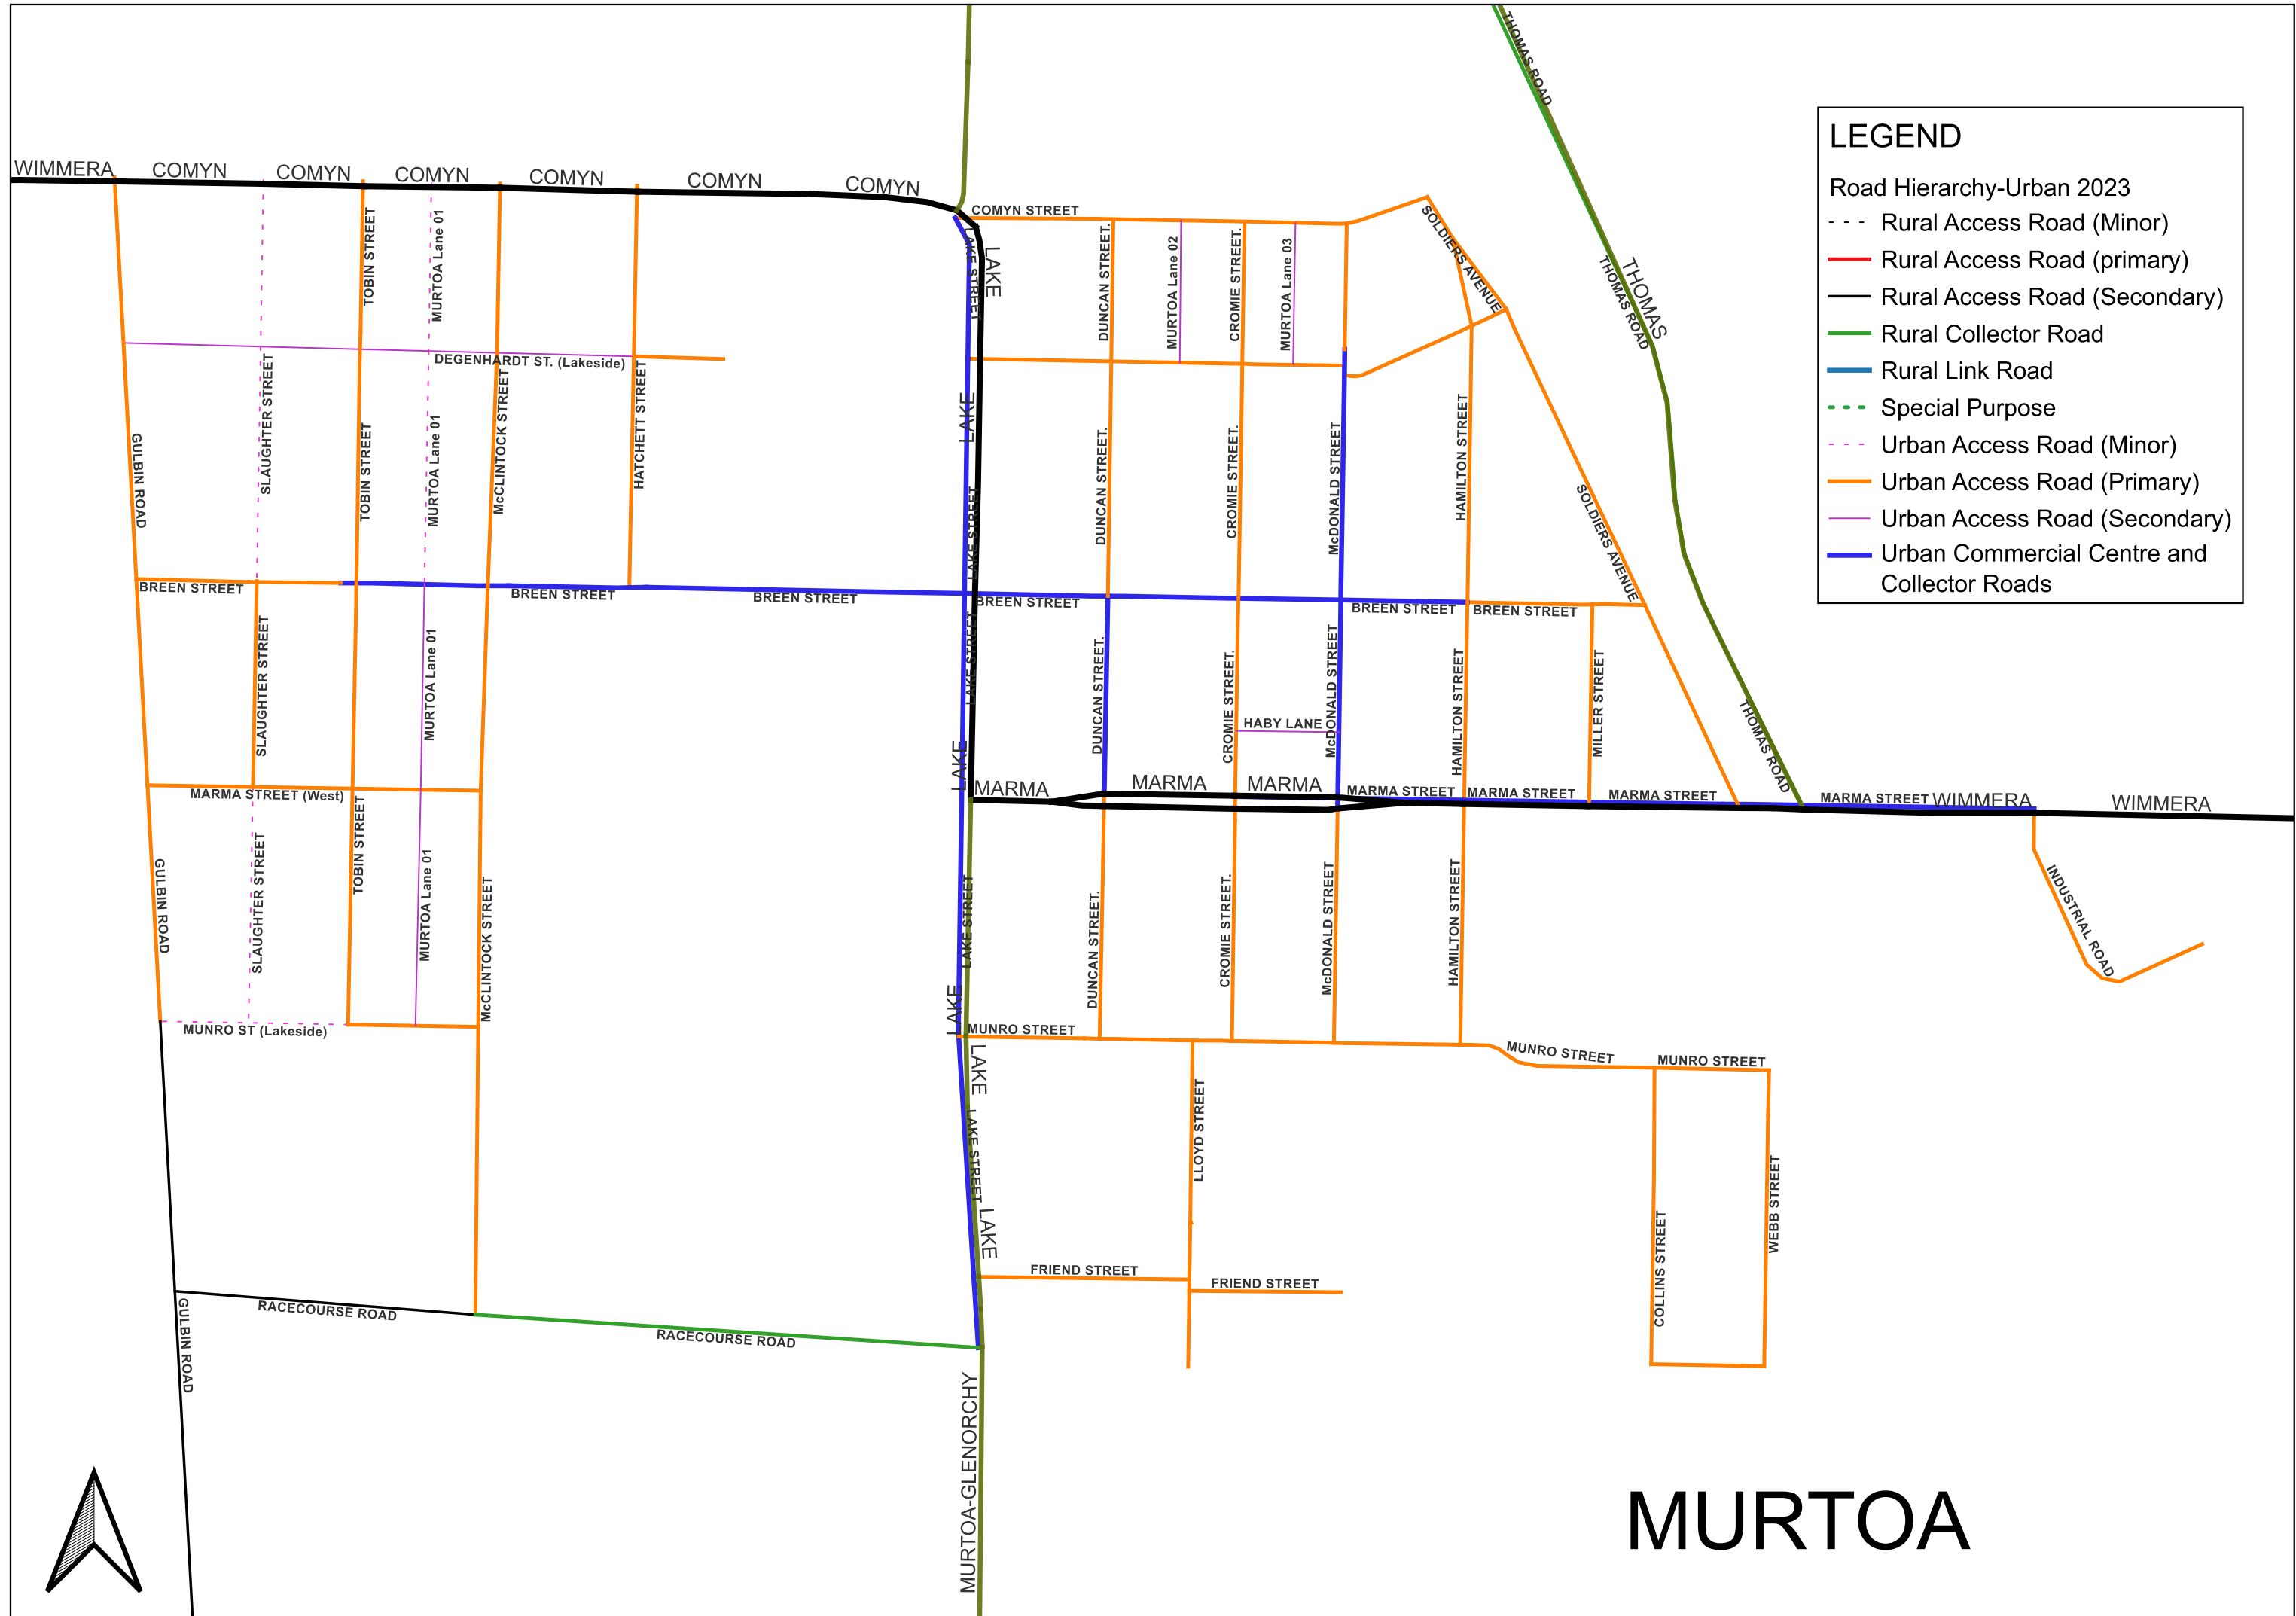 THOMAS ROAD
LEGEND
Road Hierarchy-Urban 2023
Rural Access Road (Minor)
Rural Access Road (primary)
Rural Access Road (Secondary)
Rural Collector Road
Rural Link Road
Special Purpose
Urban Access Road (Minor)
Urban Access Road (Primary)
Urban Access Road (Secondary)
Urban Commercial Centre and
Collector Roads
WIMMERA
COMYN
COMYN
COMYN
COMYN
COMYN
COMYN
COMYN STREET
SOLDIERS AVENUE
THOMAS
THOMAS ROAD
TOBIN STREET
MURTOA Lane 01
LAKE STREET
LAKE
DUNCAN STREET.
MURTOA Lane 02
CROMIE STREET.
MURTOA Lane 03
DEGENHARDT ST. (Lakeside)
GULBIN ROAD
SLAUGHTER STREET
TOBIN STREET
MURTOA Lane 01
McCLINTOCK STREET
HATCHETT STREET
LAKE
LAKE STREET
DUNCAN STREET.
CROMIE STREET.
McDONALD STREET
HAMILTON STREET
SOLDIERS AVENUE
BREEN STREET
BREEN STREET
BREEN STREET
BREEN STREET
BREEN STREET
BREEN STREET
SLAUGHTER STREET
MURTOA Lane 01
LAKE STREET
LAKE
DUNCAN STREET.
CROMIE STREET.
HABY LANE
McDONALD STREET
HAMILTON STREET
MILLER STREET
THOMAS ROAD
MARMA STREET (West)
MARMA
MARMA
MARMA
MARMA STREET
MARMA STREET
MARMA STREET
MARMA STREET
WIMMERA
WIMMERA
GULBIN ROAD
SLAUGHTER STREET
TOBIN STREET
MURTOA Lane 01
McCLINTOCK STREET
LAKE STREET
LAKE
DUNCAN STREET.
CROMIE STREET.
McDONALD STREET
HAMILTON STREET
INDUSTRIAL ROAD
MUNRO ST (Lakeside)
MUNRO STREET
MUNRO STREET
MUNRO STREET
LAKE
LAKE STREET
LAKE
LLOYD STREET
COLLINS STREET
WEBB STREET
FRIEND STREET
FRIEND STREET
GULBIN ROAD
RACECOURSE ROAD
RACECOURSE ROAD
MURTOA-GLENORCHY
MURTOA